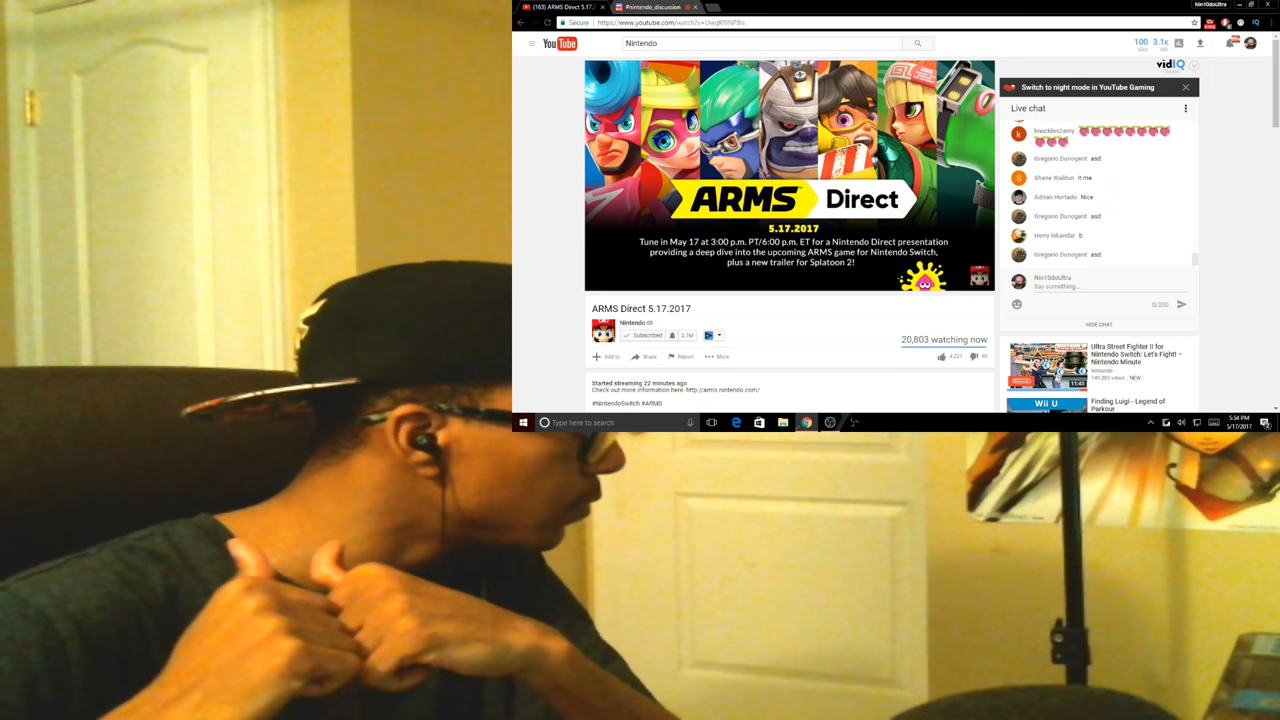 (163) ARMS Direct 5.17.2
#nintendo_discussion
Nin10doUltra
Secure
https://www.youtube.com/watch?v=Uwqf09NP8Is
YouTube
Nintendo
100
3.1K
vidIQ
Switch to night mode in YouTube Gaming
Live chat
knuckles2amy
Gregorio Dunogent asd
Shane Waldun it me
Adrian Hurtado Nice
Gregorio Dunogent asd
Herry Iskandar b
Gregorio Dunogent asd
Nin10doUltra
Say something...
0/200
HIDE CHAT
ARMS Direct
5.17.2017
Tune in May 17 at 3:00 p.m. PT/6:00 p.m. ET for a Nintendo Direct presentation
providing a deep dive into the upcoming ARMS game for Nintendo Switch,
plus a new trailer for Splatoon 2!
ARMS Direct 5.17.2017
Nintendo
Subscribed
3.7M
20,803 watching now
Add to
Share
Report
More
4,221
90
Started streaming 22 minutes ago
Check out more information here: http://arms.nintendo.com/
#NintendoSwitch #ARMS
Ultra Street Fighter II for
Nintendo Switch: Let's Fight! –
Nintendo Minute
Nintendo
149,385 views NEW
11:43
Finding Luigi - Legend of
Parkour
Wii U
Type here to search
5:54 PM
5/17/2017